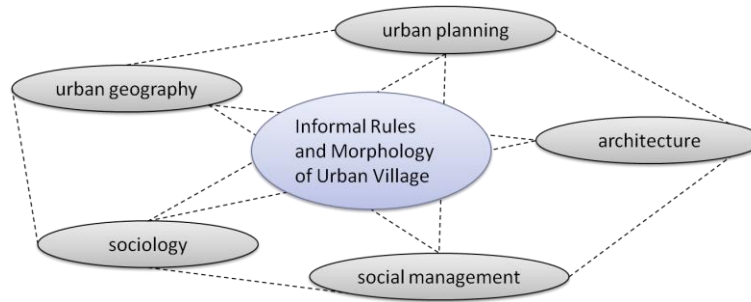 urban planning
urban geography
Informal Rules
and Morphology
of Urban Village
architecture
sociology
social management